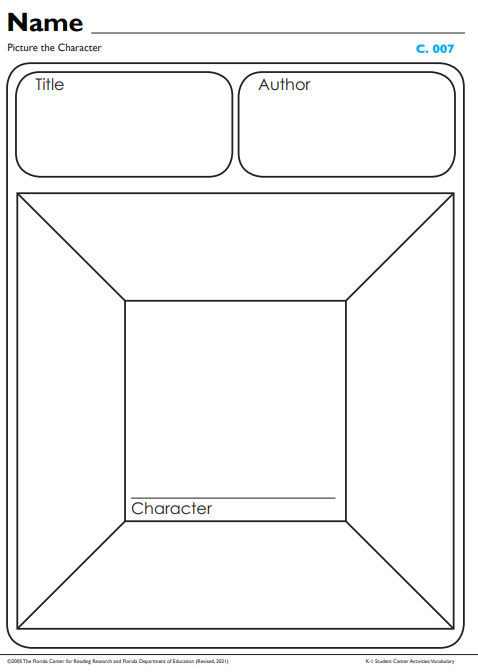 Name
Picture the Character
C. 007
Title
Author
Character
©2005 The Florida Center for Reading Research and Florida Department of Education (Revised, 2021)
K-1 Student Center Activities: Vocabulary